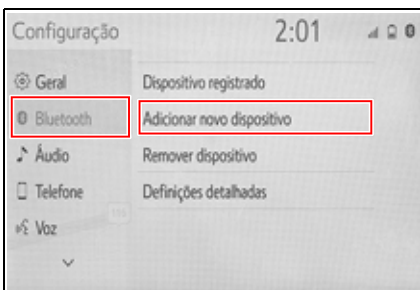 Configuração 2:01
Geral
Bluetooth
Áudio
Telefone
Voz
Dispositivo registrado
Adicionar novo dispositivo
Remover dispositivo
Definições detalhadas